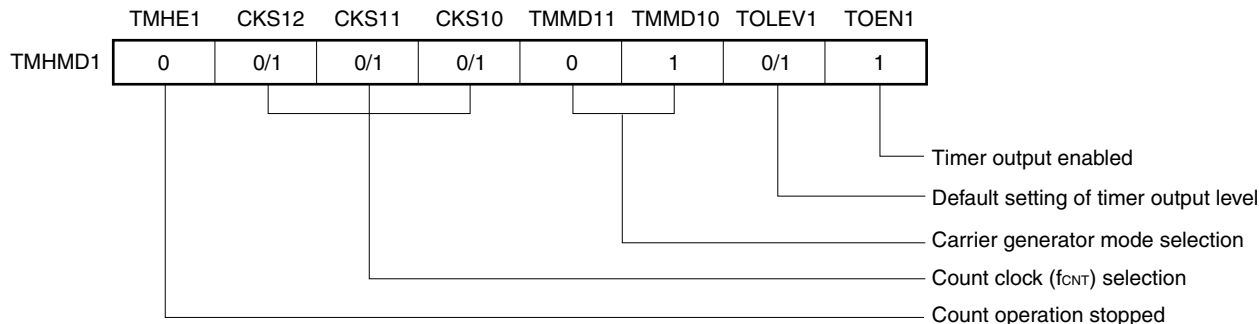 TMHE1 CKS12 CKS11 CKS10 TMMD11 TMMD10 TOLEV1 TOEN1
TMHMD1 0 0/1 0/1 0/1 0 1 0/1 1
Timer output enabled
Default setting of timer output level
Carrier generator mode selection
Count clock (fCNT) selection
Count operation stopped